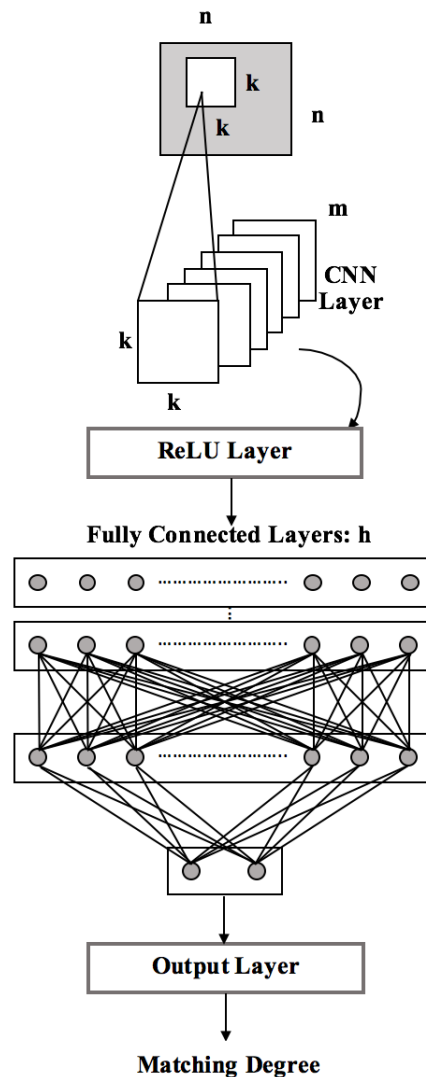 n
k
n
k
m
CNN
Layer
k
k
ReLU Layer
Fully Connected Layers: h
Output Layer
Matching Degree